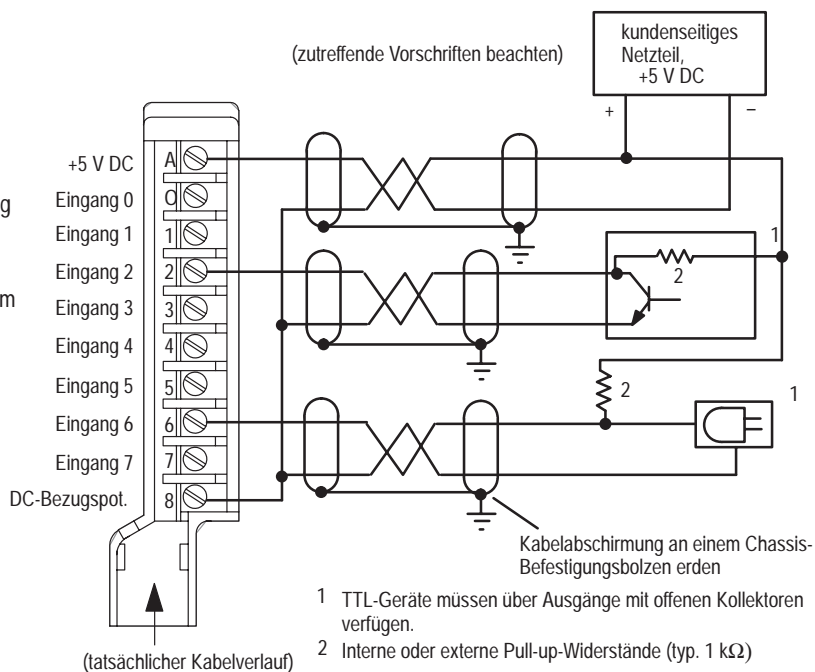 (zutreffende Vorschriften beachten)
kundenseitiges
Netzteil,
+5 V DC
+ –
+5 V DC A
Eingang 0 O
g
Eingang 1 1
Eingang 2 2
m
Eingang 3 3
Eingang 4 4
Eingang 5 5
Eingang 6 6
Eingang 7 7
DC-Bezugspot. 8
1
2
2
1
Kabelabschirmung an einem Chassis-
Befestigungsbolzen erden
1 TTL-Geräte müssen über Ausgänge mit offenen Kollektoren
verfügen.
2 Interne oder externe Pull-up-Widerstände (typ. 1 kΩ)
(tatsächlicher Kabelverlauf)